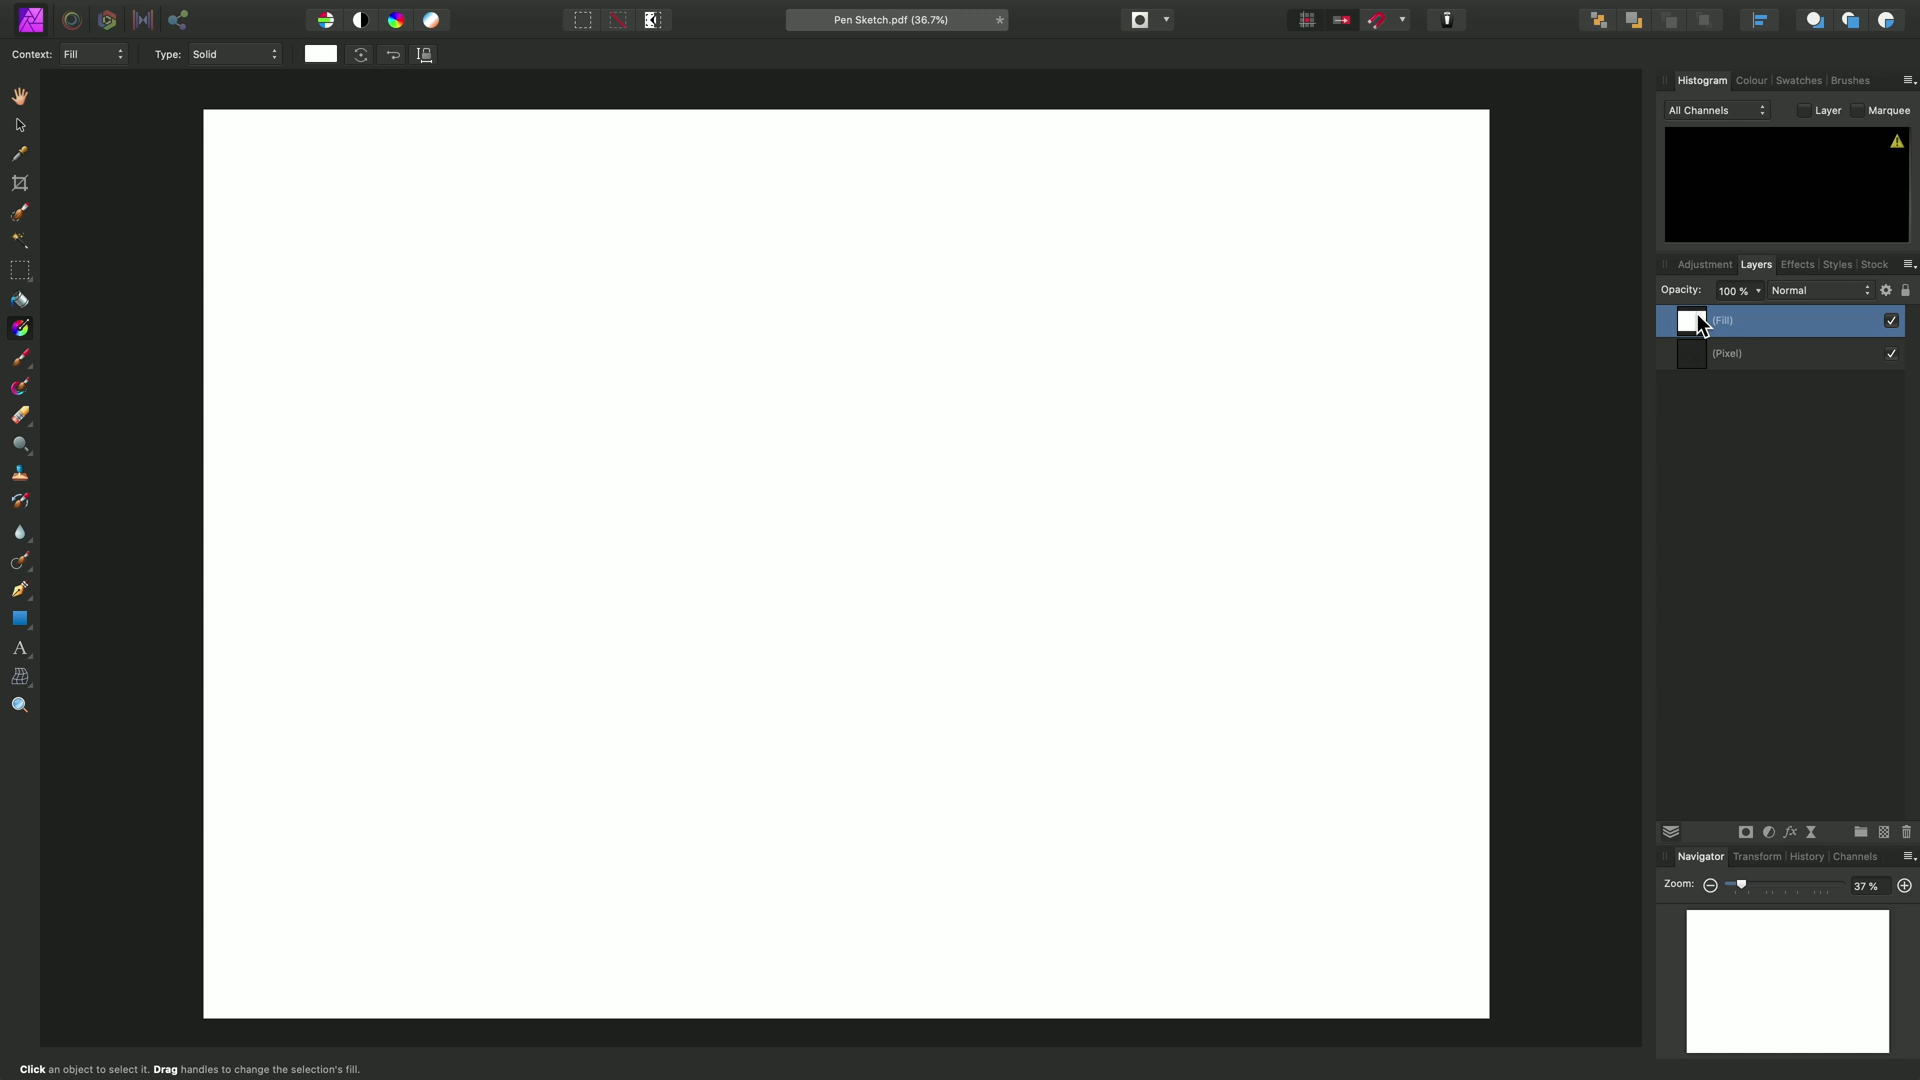 Pen Sketch.pdf (36.7%)
*
Context: Fill Type: Solid
Histogram Colour Swatches Brushes
All Channels Layer Marquee
Adjustment Layers Effects Styles Stock
Opacity: 100 % Normal
(Fill)
(Pixel)
fx
A
Navigator Transform History Channels
Zoom: 37 %
Click an object to select it. Drag handles to change the selection's fill.